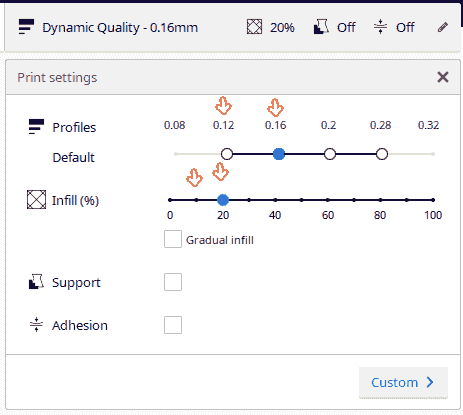 Dynamic Quality - 0.16mm 20% Off Off
Print settings
Profiles 0.08 0.12 0.16 0.2 0.28 0.32
Default
Infill (%)
0 20 40 60 80 100
Gradual infill
Support
Adhesion
Custom